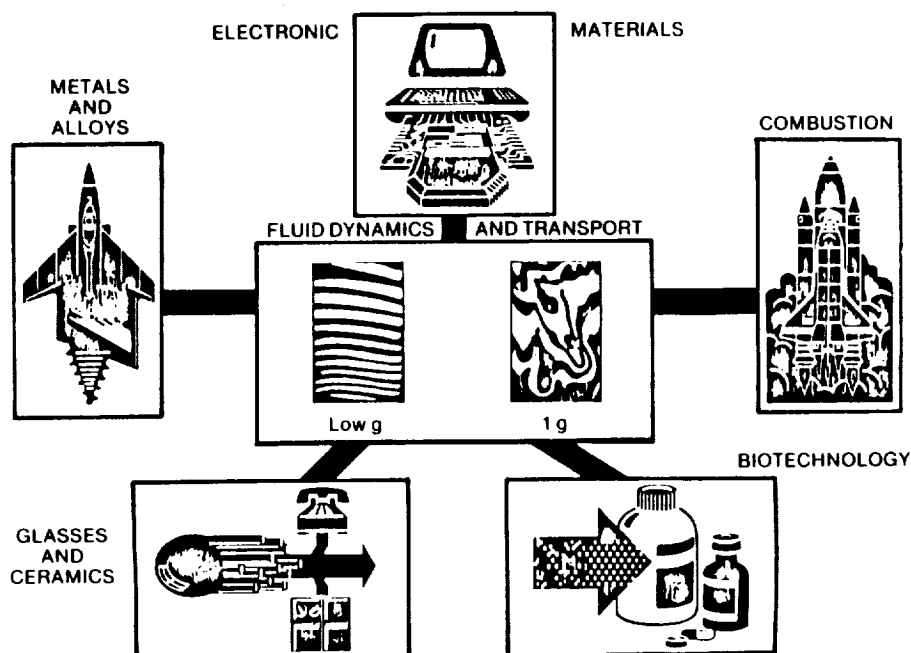 ELECTRONIC MATERIALS
METALS
AND
ALLOYS
COMBUSTION
FLUID DYNAMICS AND TRANSPORT
Low g
1 g
BIOTECHNOLOGY
GLASSES
AND
CERAMICS